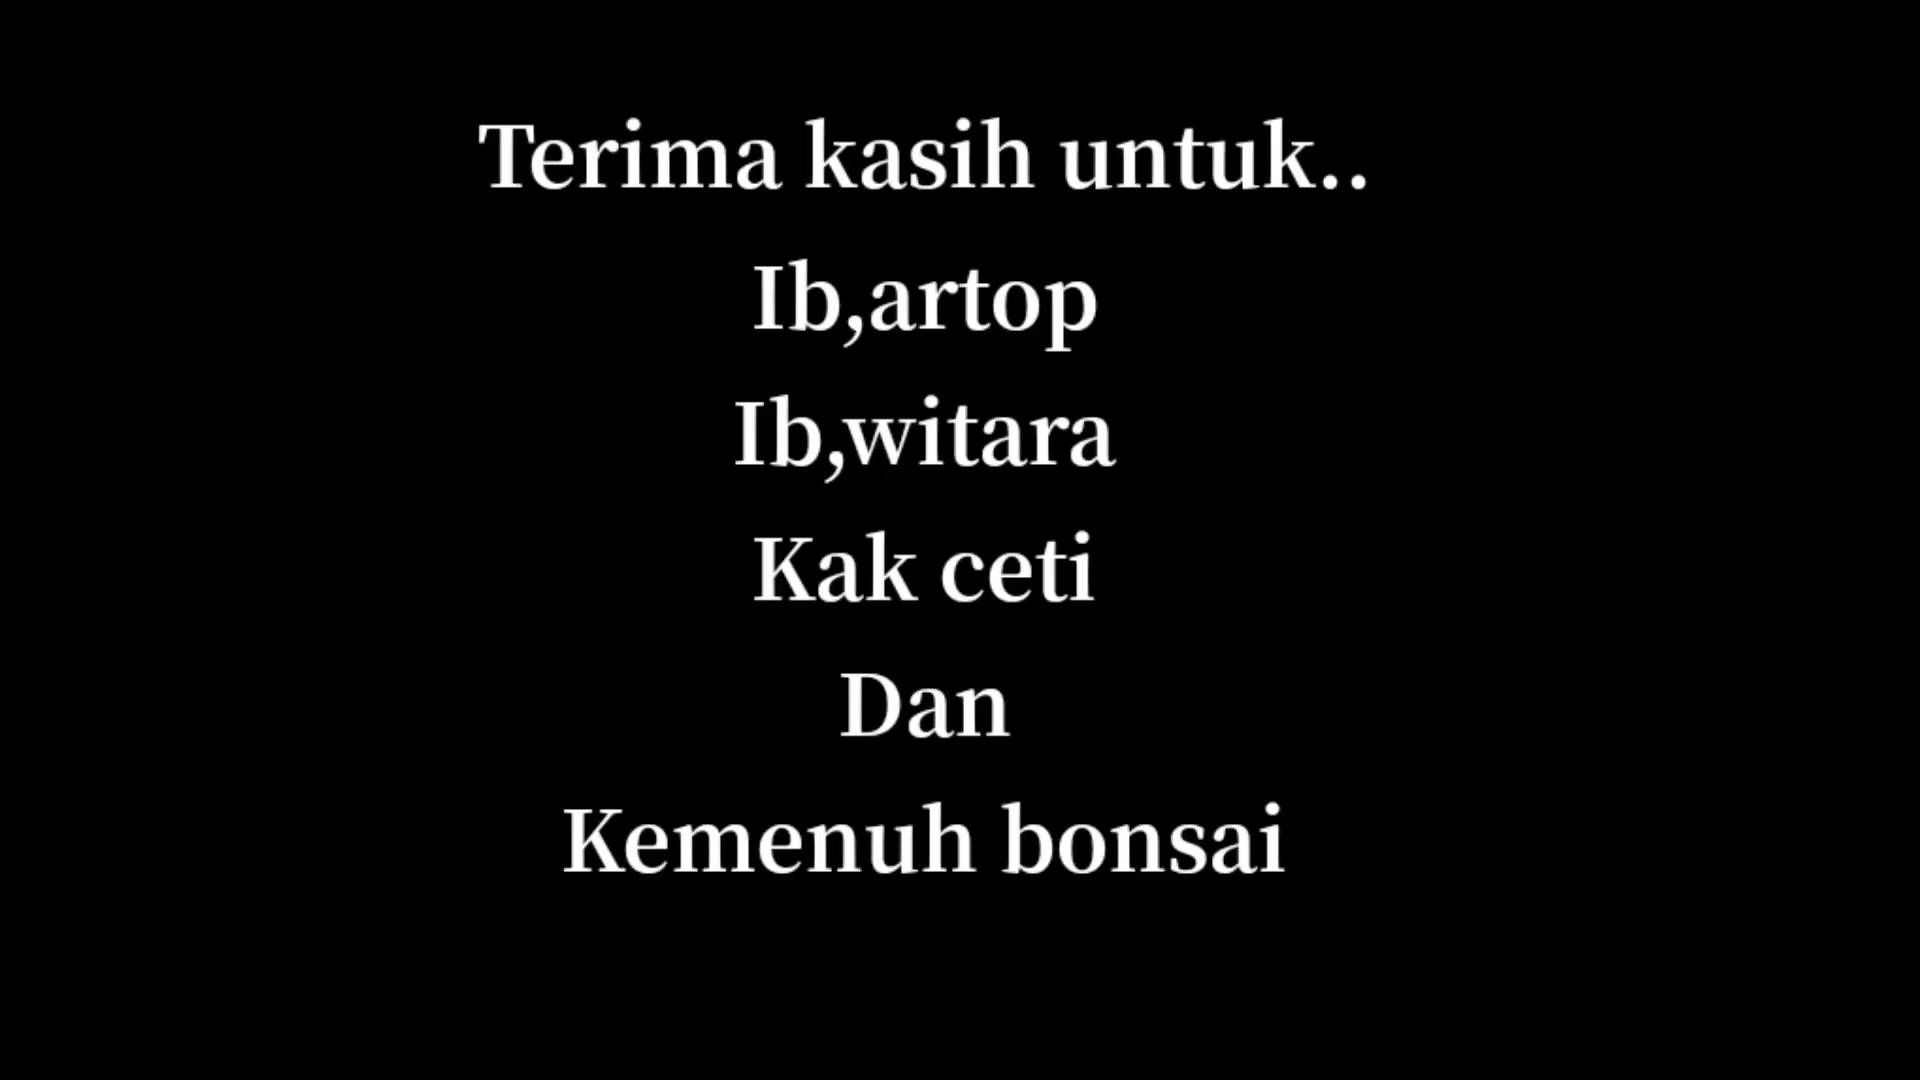 Terima kasih untuk..
Ib,artop
Ib,witara
Kak ceti
Dan
Kemenuh bonsai